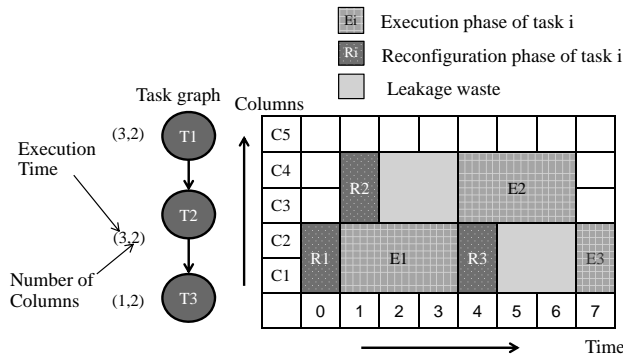 Ei Execution phase of task i
Ri Reconfiguration phase of task i
Leakage waste
Task graph
Columns
(3,2) T1
Execution
Time
T2
(3,2)
Number of
Columns
(1,2) T3
C5
C4
R2 E2
C3
C2
R1 E1 R3 E3
C1
0 1 2 3 4 5 6 7
Time